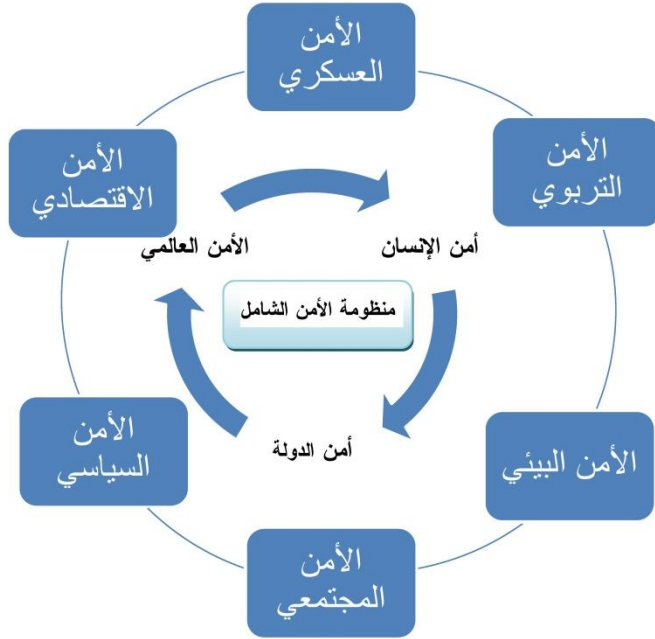 الأمن
العسكري
الأمن
التربوي
الأمن
الاقتصادي
أمن الإنسان
الأمن العالمي
منظومة الأمن الشامل
أمن الدولة
الأمن البيئي
الأمن
السياسي
الأمن
المجتمعي